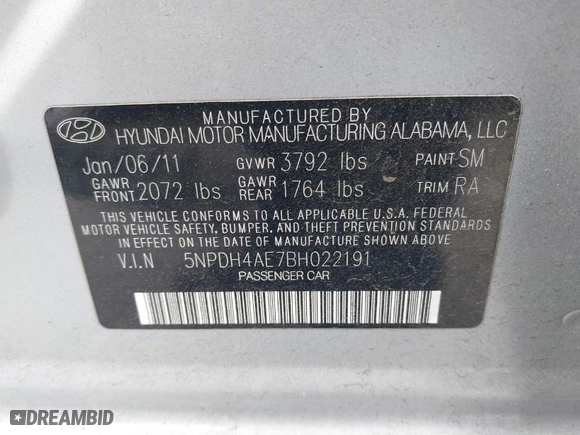 MANUFACTURED BY
HYUNDAI MOTOR MANUFACTURING ALABAMA, LLC
Jan/06/11 GVWR 3792 lbs PAINT SM
GAWR FRONT 2072 lbs GAWR REAR 1764 lbs TRIM RA
THIS VEHICLE CONFORMS TO ALL APPLICABLE U.S.A. FEDERAL
MOTOR VEHICLE SAFETY, BUMPER, AND THEFT PREVENTION
STANDARDS IN EFFECT ON THE DATE OF MANUFACTURE SHOWN ABOVE.
V.I.N 5NPDH4AE7BH022191
PASSENGER CAR
DREAMBID